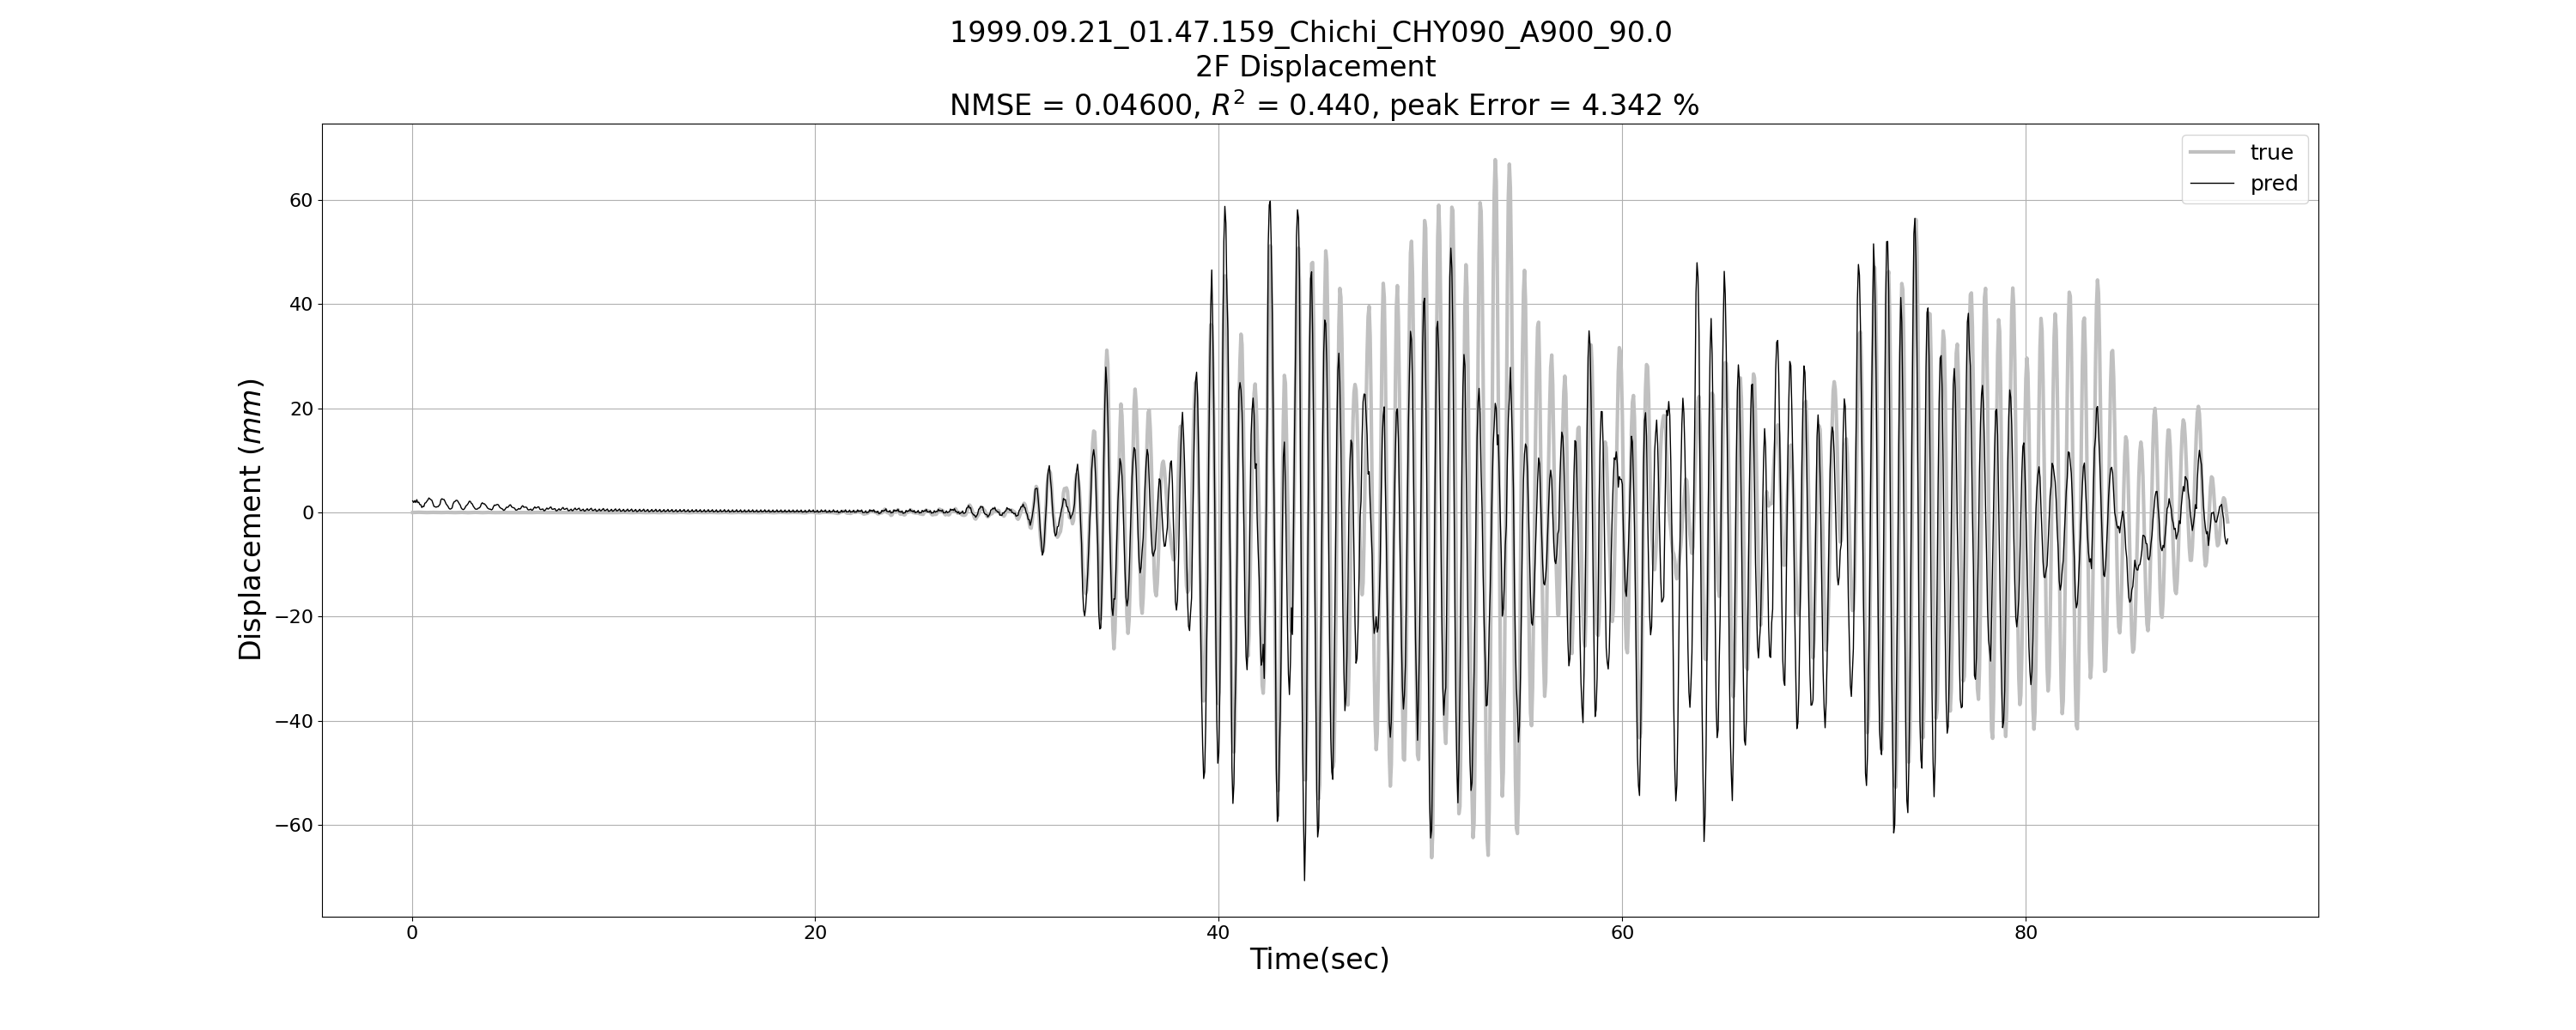 1999.09.21_01.47.159_Chichi_CHY090_A900_90.0
2F Displacement
NMSE = 0.04600, R² = 0.440, peak Error = 4.342 %
true
pred
Displacement (mm)
60
40
20
0
−20
−40
−60
0 20 40 60 80
Time(sec)